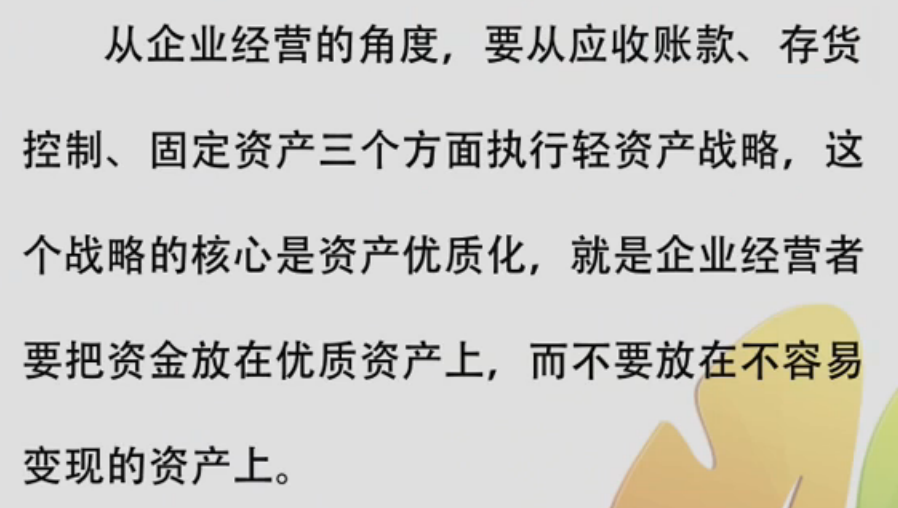 从企业经营的角度，要从应收账款、存货
控制、固定资产三个方面执行轻资产战略，这
个战略的核心是资产优质化，就是企业经营者
要把资金放在优质资产上，而不要放在不容易
变现的资产上。